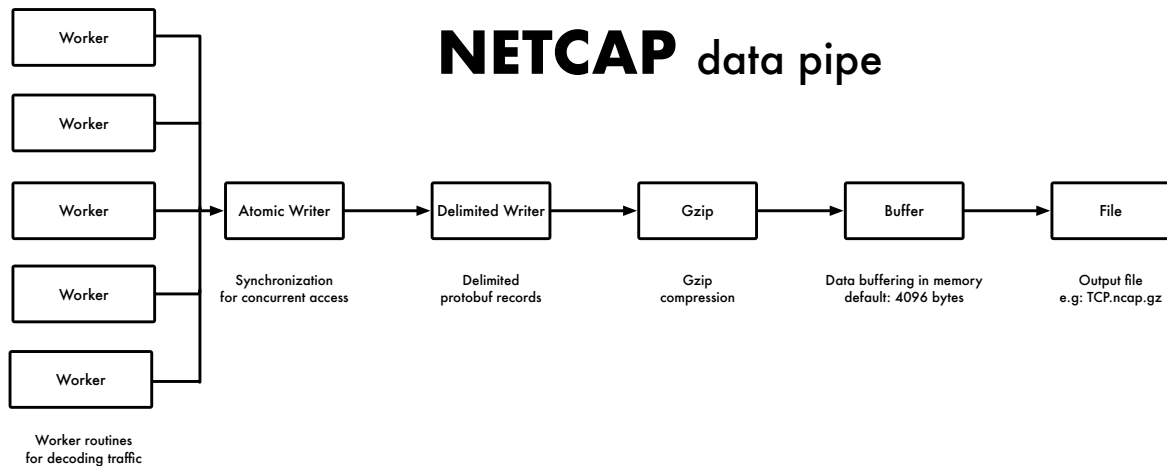 NETCAP data pipe
Worker
Worker
Worker
Atomic Writer
Delimited Writer
Gzip
Buffer
File
Worker
Worker
Synchronization
for concurrent access
Delimited
protobuf records
Gzip
compression
Data buffering in memory
default: 4096 bytes
Output file
e.g: TCP.ncap.gz
Worker routines
for decoding traffic